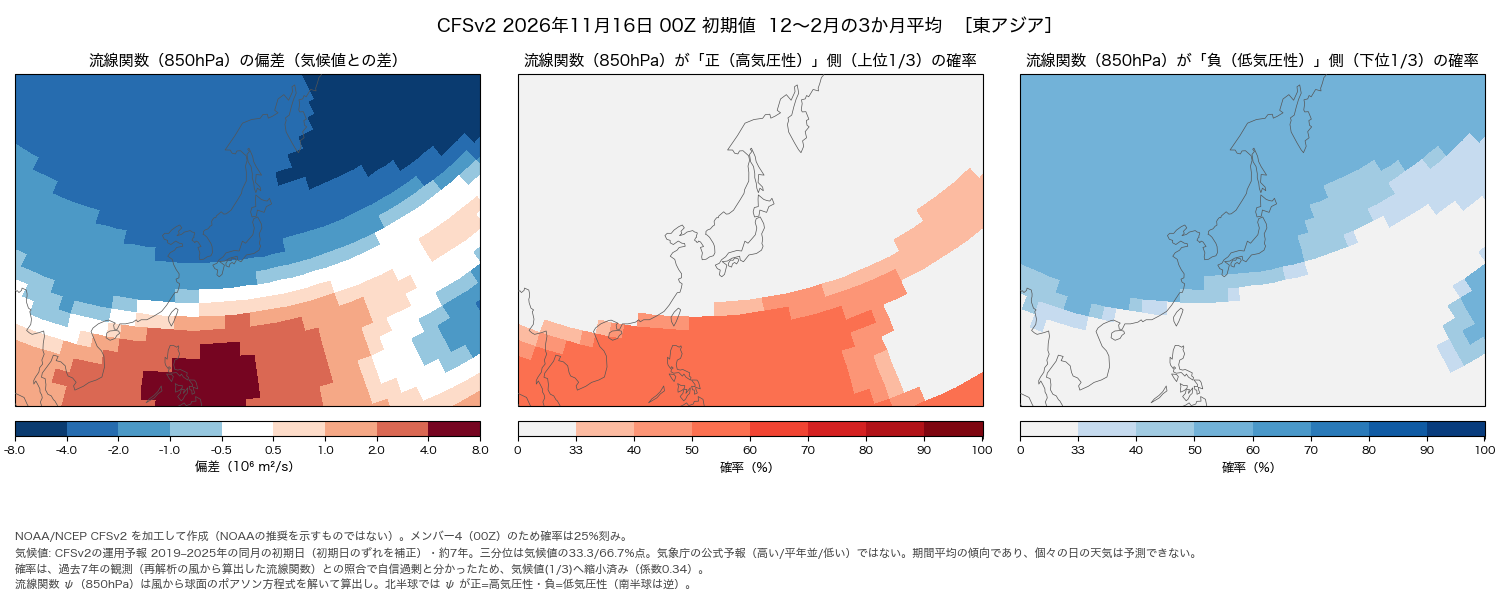 CFSv2 2026年11月16日 00Z 初期値  12～2月の3か月平均  ［東アジア］
流線関数（850hPa）の偏差（気候値との差）
流線関数（850hPa）が「正（高気圧性）」側（上位1/3）の確率
流線関数（850hPa）が「負（低気圧性）」側（下位1/3）の確率
-8.0 -4.0 -2.0 -1.0 -0.5 0.5 1.0 2.0 4.0 8.0
偏差（10⁶ m²/s）
0 33 40 50 60 70 80 90 100
確率（%）
0 33 40 50 60 70 80 90 100
確率（%）
NOAA/NCEP CFSv2 を加工して作成（NOAAの推奨を示すものではない）。メンバー4（00Z）のため確率は25%刻み。
気候値: CFSv2の運用予報 2019–2025年の同月の初期日（初期日のずれを補正）・約7年。三分位は気候値の33.3/66.7%点。気象庁の公式予報（高い/平年並/低い）ではない。期間平均の傾向であり、個々の日の天気は予測できない。
確率は、過去7年の観測（再解析の風から算出した流線関数）との照合で自信過剰と分かったため、気候値(1/3)へ縮小済み（係数0.34）。
流線関数 ψ（850hPa）は風から球面のポアソン方程式を解いて算出し。北半球では ψ が正=高気圧性・負=低気圧性（南半球は逆）。